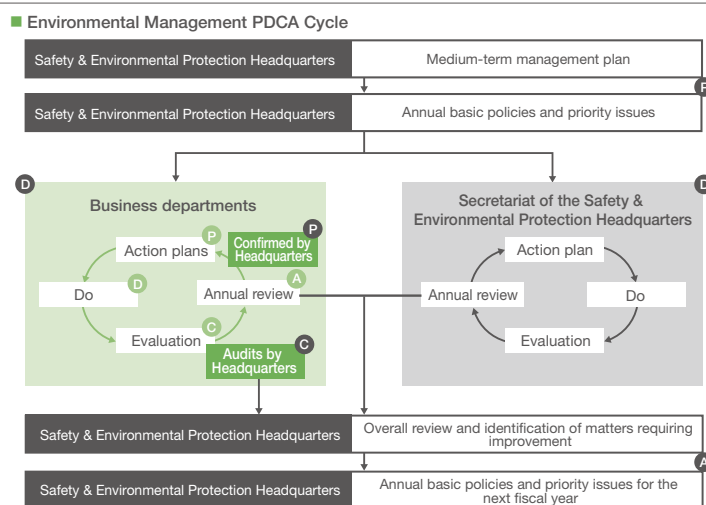 Environmental Management PDCA Cycle
Safety & Environmental Protection Headquarters
Medium-term management plan
P
Safety & Environmental Protection Headquarters
Annual basic policies and priority issues
D
Business departments
P
Action plans
P
Confirmed by
Headquarters
D
Do
A
Annual review
C
Evaluation
C
Audits by
Headquarters
D
Secretariat of the Safety &
Environmental Protection Headquarters
Action plan
Annual review
Do
Evaluation
Safety & Environmental Protection Headquarters
Overall review and identification of matters requiring
improvement
A
Safety & Environmental Protection Headquarters
Annual basic policies and priority issues for the
next fiscal year